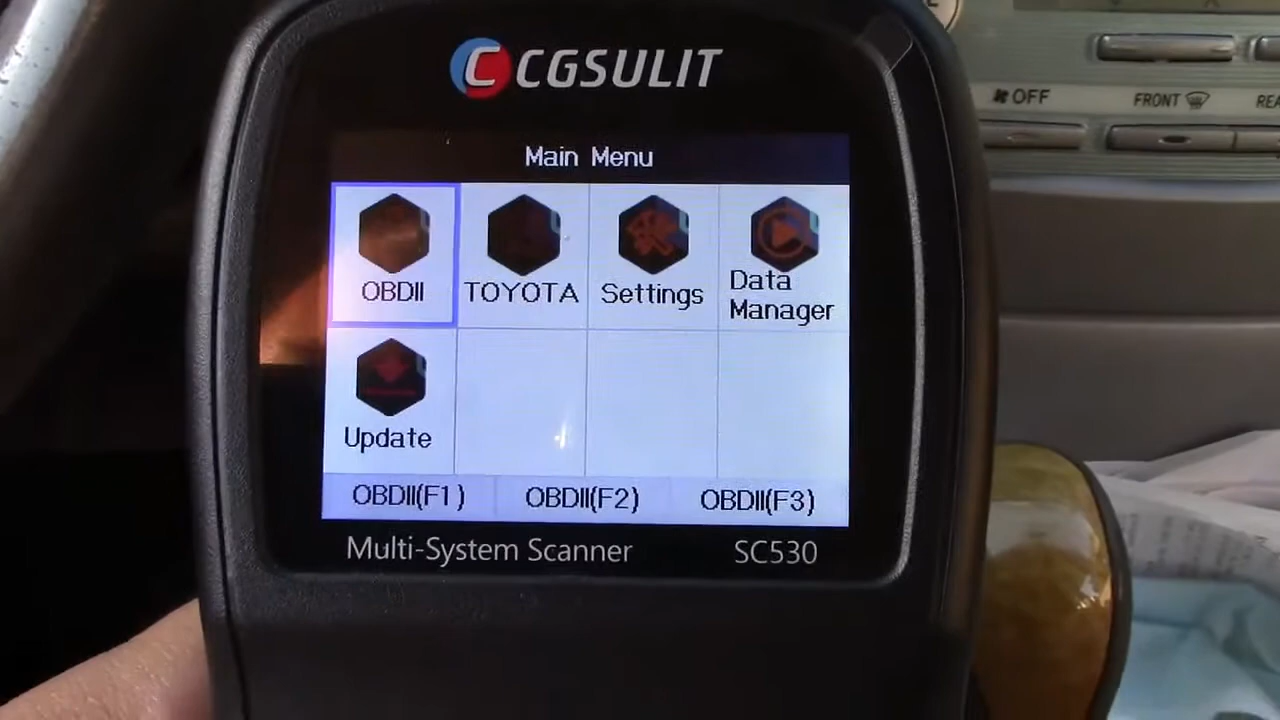 CGSULIT
Main Menu
OBDII
TOYOTA
Settings
Data
Manager
Update
OBDII(F1)
OBDII(F2)
OBDII(F3)
Multi-System Scanner
SC530
OFF
FRONT